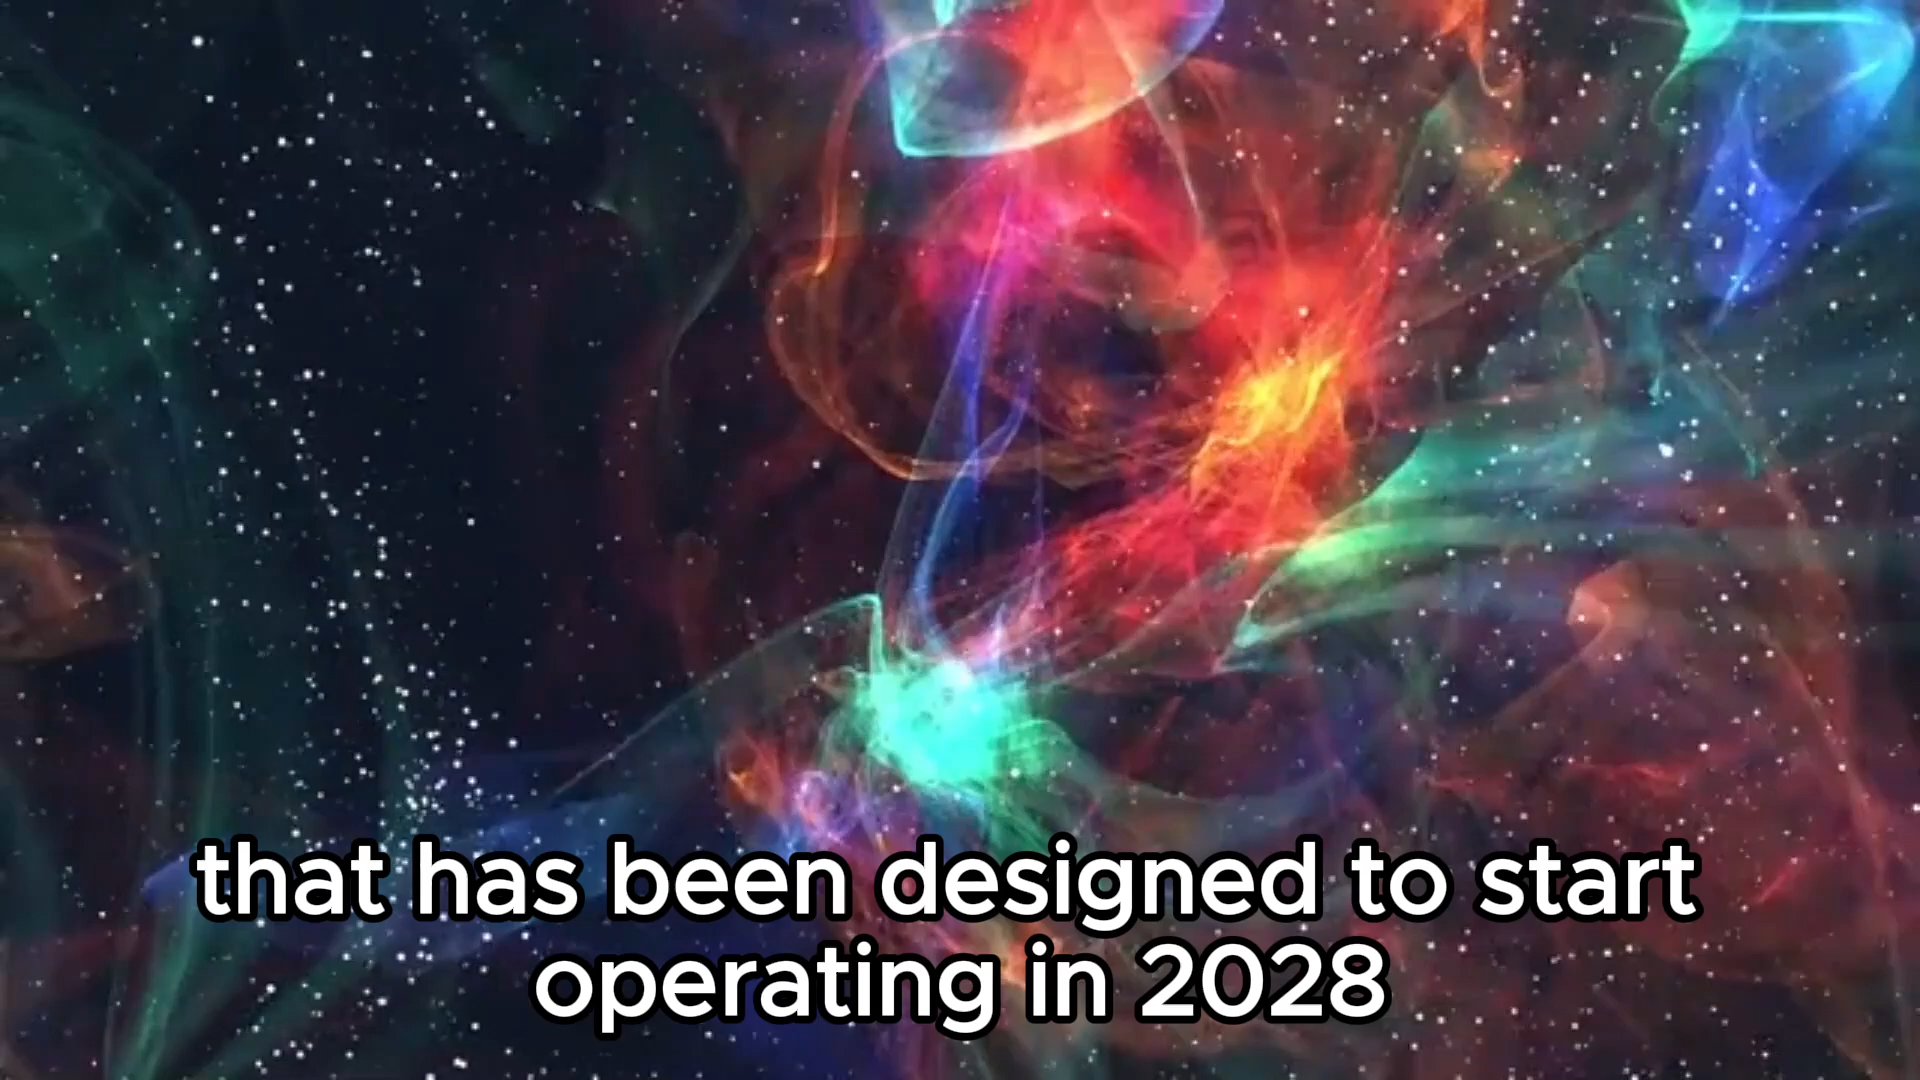 that has been designed to start
operating in 2028